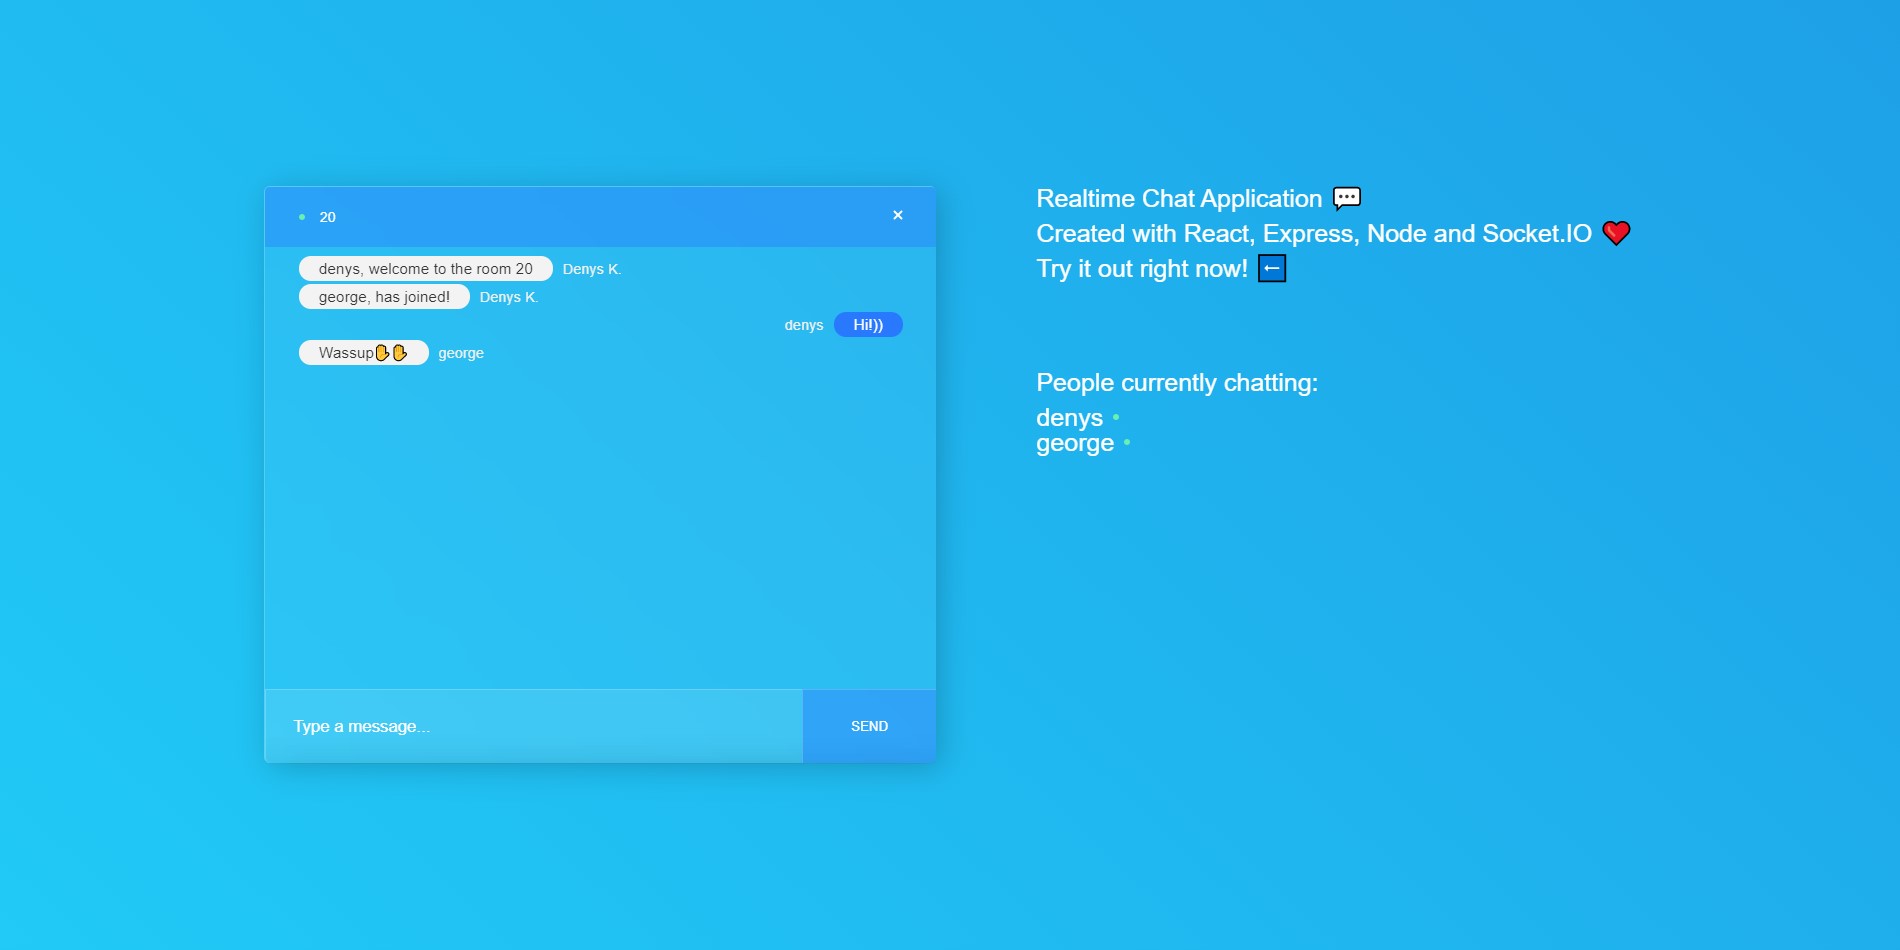 20 ✕
denys, welcome to the room 20 Denys K.
george, has joined! Denys K.
denys Hi!))
Wassup✋✋ george
Type a message...
SEND
Realtime Chat Application 💬
Created with React, Express, Node and Socket.IO ❤️
Try it out right now! ⬅️
People currently chatting:
denys
george